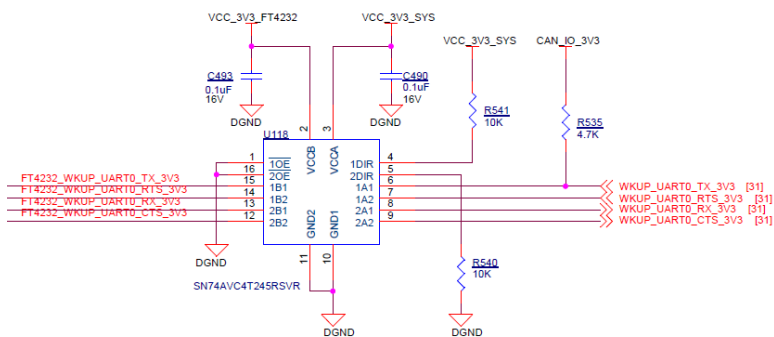 VCC_3V3_FT4232
VCC_3V3_SYS
VCC_3V3_SYS
CAN_IO_3V3
C493
0.1uF
16V
DGND
C490
0.1uF
16V
DGND
R541
10K
R535
4.7K
U118
2
3
VCCB
VCCA
1
16
15
14
13
12
1OE
2OE
1B1
1B2
2B1
2B2
1DIR
2DIR
1A1
1A2
2A1
2A2
4
5
6
7
8
9
GND2
GND1
11
10
FT4232_WKUP_UART0_TX_3V3
FT4232_WKUP_UART0_RTS_3V3
FT4232_WKUP_UART0_RX_3V3
FT4232_WKUP_UART0_CTS_3V3
WKUP_UART0_TX_3V3 [31]
WKUP_UART0_RTS_3V3 [31]
WKUP_UART0_RX_3V3 [31]
WKUP_UART0_CTS_3V3 [31]
DGND
R540
10K
SN74AVC4T245RSVR
DGND
DGND